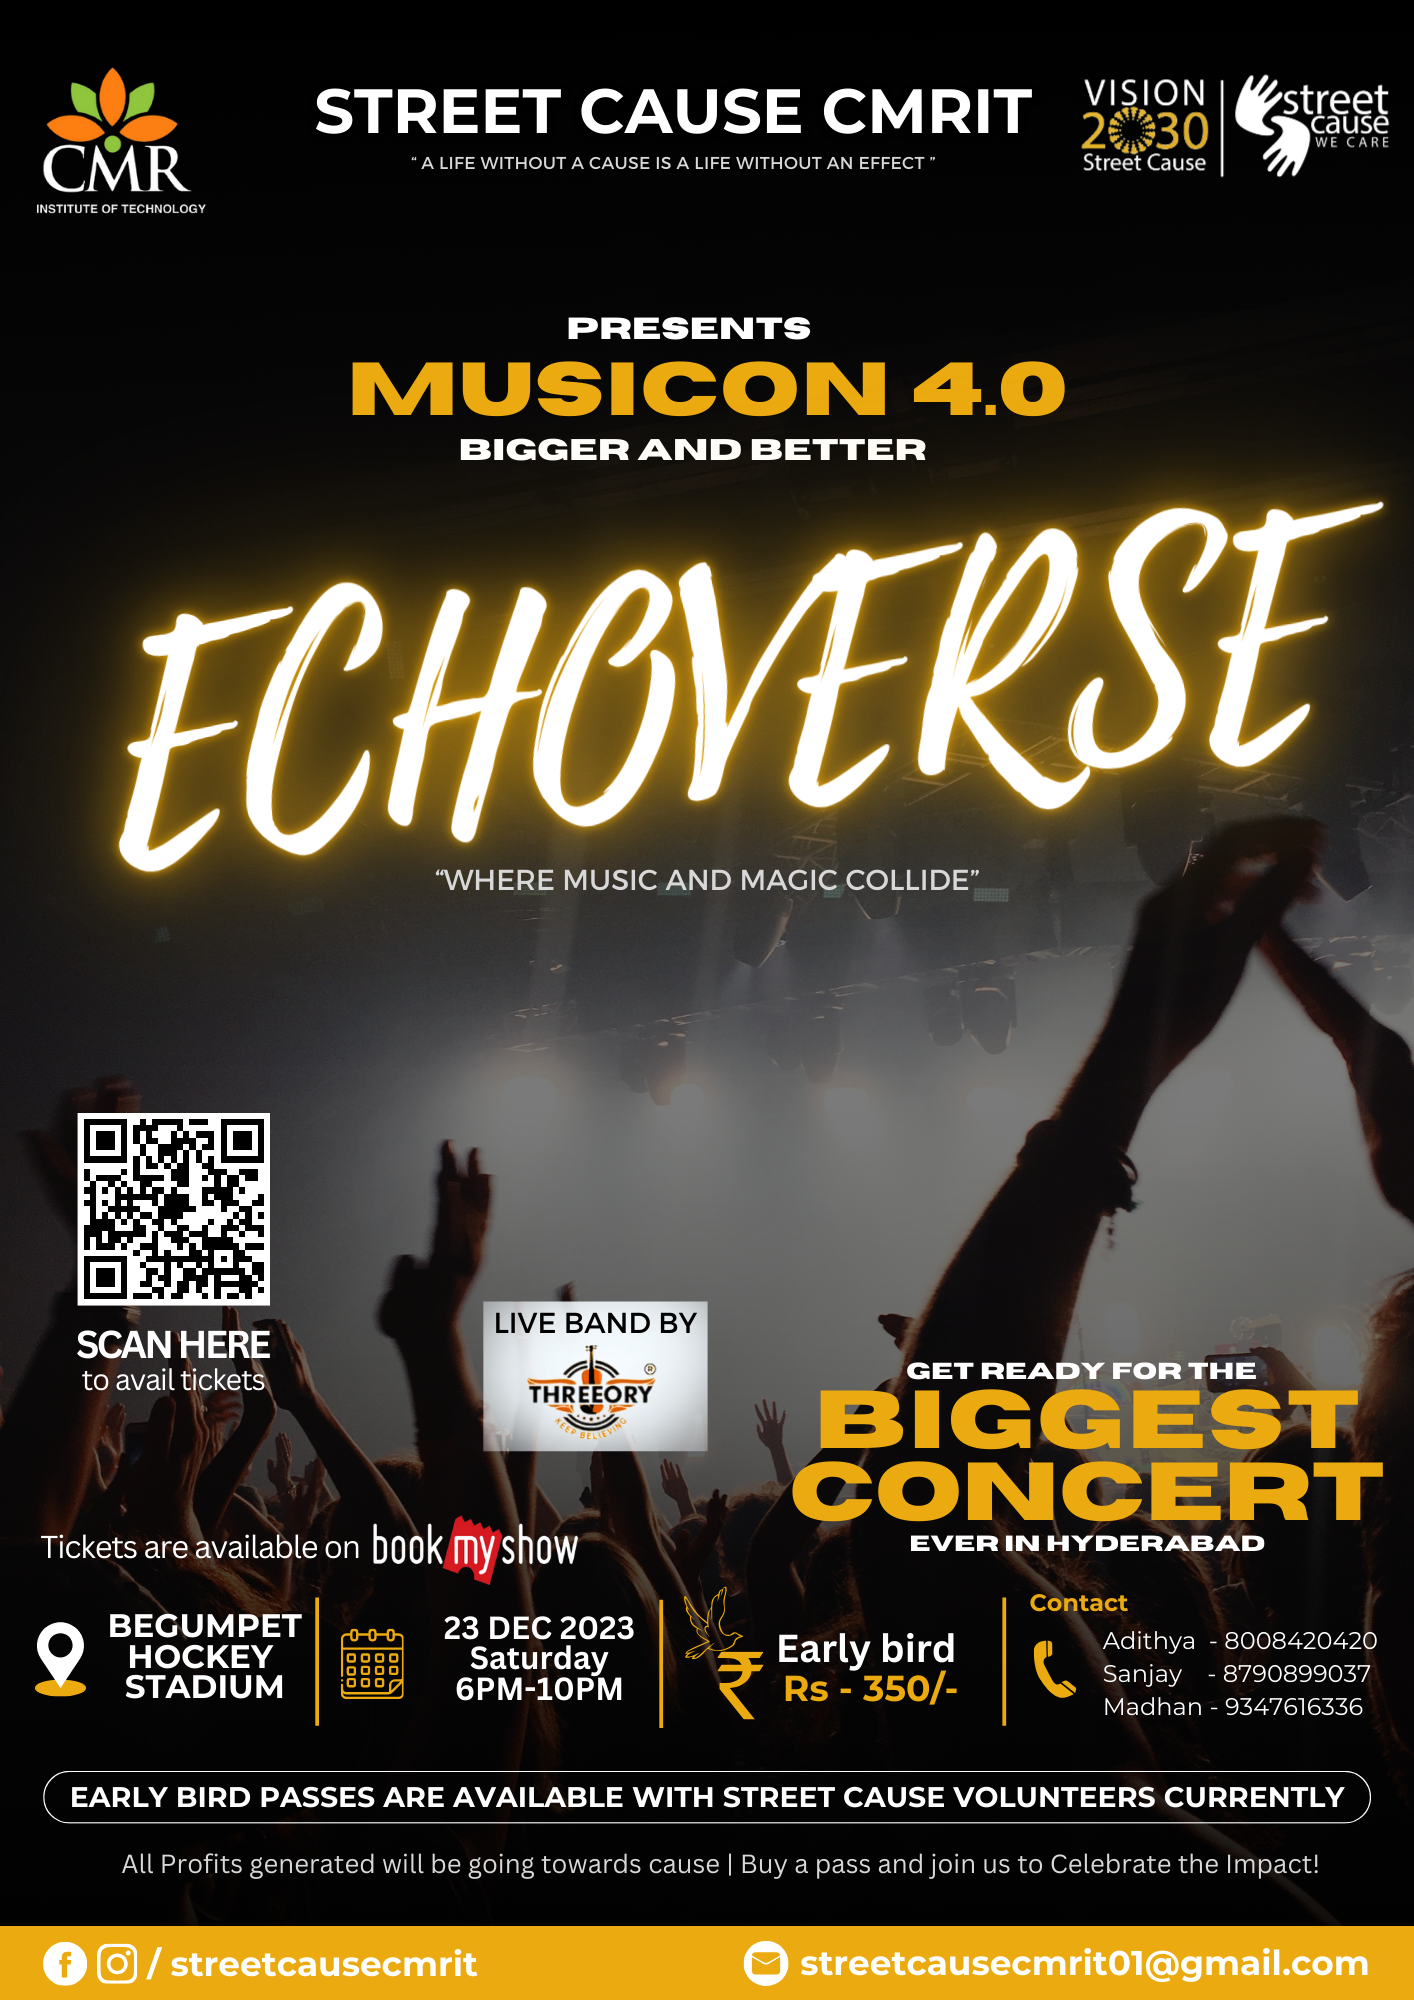 CMR
INSTITUTE OF TECHNOLOGY
STREET CAUSE CMRIT
“ A LIFE WITHOUT A CAUSE IS A LIFE WITHOUT AN EFFECT ”
VISION
2030
Street Cause
street
cause
WE CARE
PRESENTS
MUSICON 4.0
BIGGER AND BETTER
ECHOVERSE
“WHERE MUSIC AND MAGIC COLLIDE”
SCAN HERE
to avail tickets
LIVE BAND BY
THREEORY ®
KEEP BELIEVING
GET READY FOR THE
BIGGEST
CONCERT
EVER IN HYDERABAD
Tickets are available on bookmyshow
BEGUMPET
HOCKEY
STADIUM
23 DEC 2023
Saturday
6PM-10PM
Early bird
₹ Rs - 350/-
Contact
Adithya - 8008420420
Sanjay - 8790899037
Madhan - 9347616336
EARLY BIRD PASSES ARE AVAILABLE WITH STREET CAUSE VOLUNTEERS CURRENTLY
All Profits generated will be going towards cause | Buy a pass and join us to Celebrate the Impact!
/ streetcausecmrit
streetcausecmrit01@gmail.com